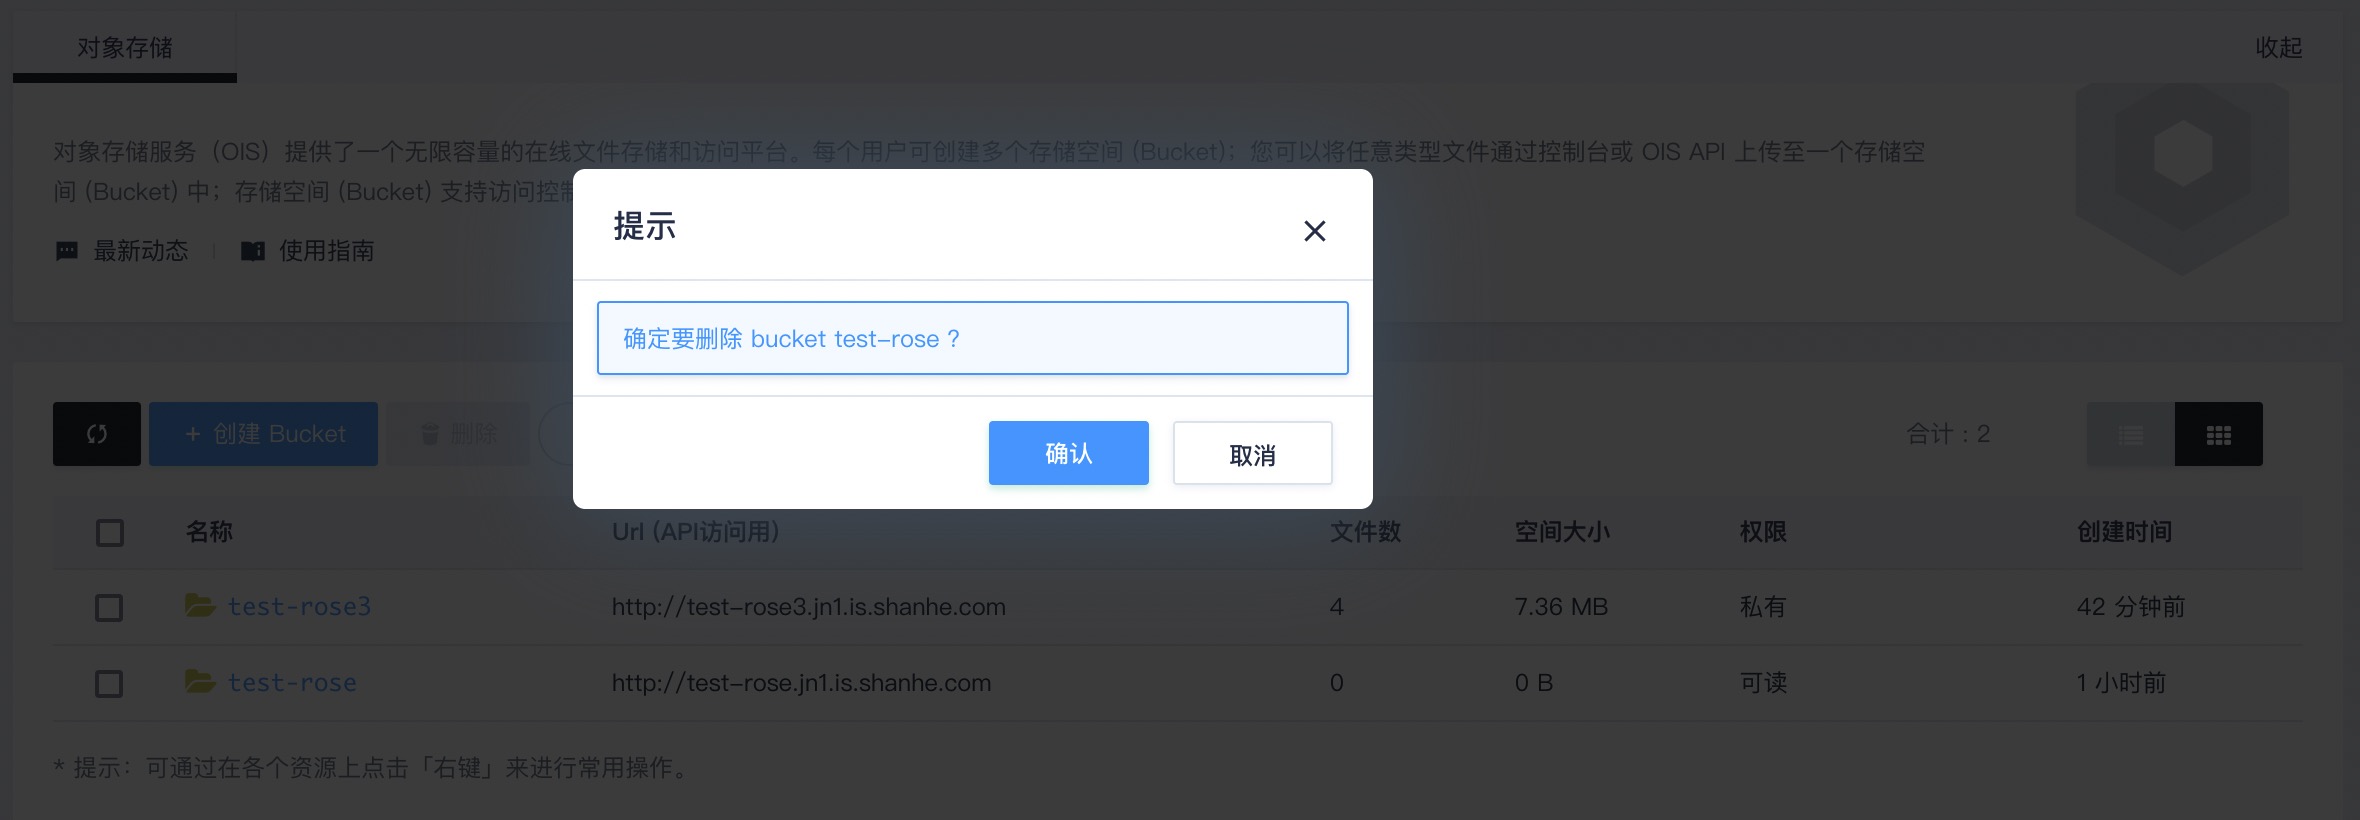 对象存储
收起
对象存储服务（OIS）提供了一个无限容量的在线文件存储和访问平台。每个用户可创建多个存储空间 (Bucket)；您可以将任意类型文件通过控制台或 OIS API 上传至一个存储空
间 (Bucket) 中；存储空间 (Bucket) 支持访问控制
最新动态
使用指南
提示
确定要删除 bucket test-rose ?
确认
取消
+ 创建 Bucket
删除
合计 : 2
名称 Url (API访问用) 文件数 空间大小 权限 创建时间
test-rose3 http://test-rose3.jn1.is.shanhe.com 4 7.36 MB 私有 42 分钟前
test-rose http://test-rose.jn1.is.shanhe.com 0 0 B 可读 1 小时前
* 提示：可通过在各个资源上点击「右键」来进行常用操作。